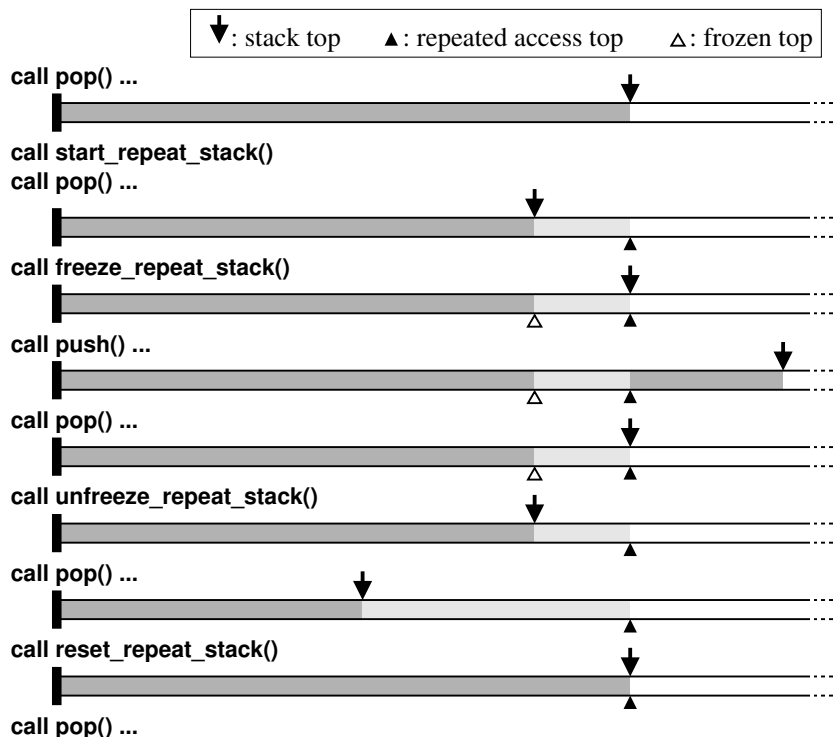 : stack top : repeated access top : frozen top
call pop() ...
call start_repeat_stack()
call pop() ...
call freeze_repeat_stack()
call push() ...
call pop() ...
call unfreeze_repeat_stack()
call pop() ...
call reset_repeat_stack()
call pop() ...